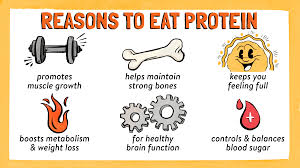 REASONS TO EAT PROTEIN
promotes
muscle growth
helps maintain
strong bones
keeps you
feeling full
boosts metabolism
& weight loss
for healthy
brain function
controls & balances
blood sugar